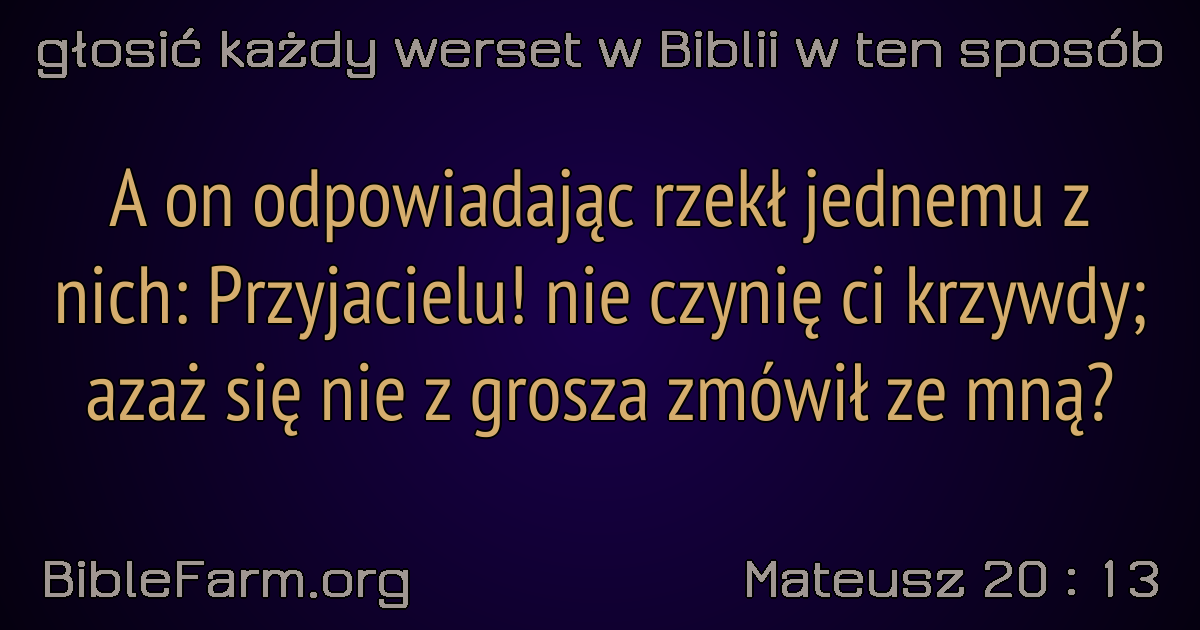 głosić każdy werset w Biblii w ten sposób
A on odpowiadając rzekł jednemu z
nich: Przyjacielu! nie czynię ci krzywdy;
azaż się nie z grosza zmówił ze mną?
BibleFarm.org
Mateusz 20 : 13